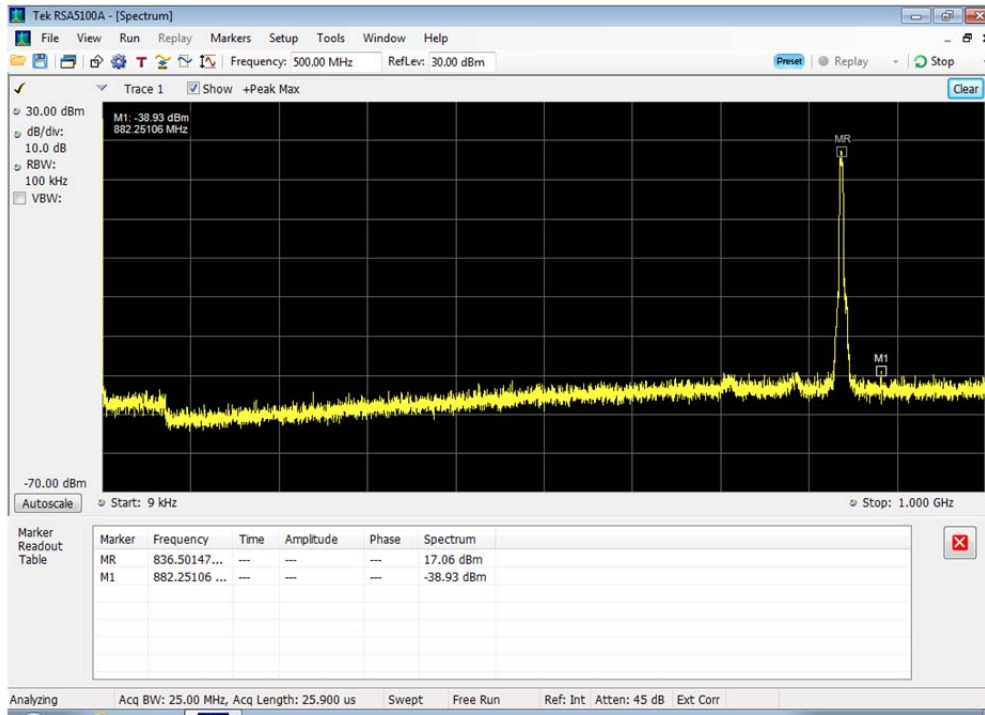 Tek RSA5100A - [Spectrum]
File View Run Replay Markers Setup Tools Window Help
T Frequency: 500.00 MHz RefLev: 30.00 dBm Preset Replay Stop
Trace 1 Show +Peak Max Clear
30.00 dBm
dB/div:
10.0 dB
RBW:
100 kHz
VBW:
M1: -38.93 dBm
882.25106 MHz
MR
M1
-70.00 dBm
Autoscale Start: 9 kHz Stop: 1.000 GHz
Marker
Readout
Table
Marker Frequency Time Amplitude Phase Spectrum
MR 836.50147... --- --- --- 17.06 dBm
M1 882.25106 ... --- --- --- -38.93 dBm
Analyzing Acq BW: 25.00 MHz, Acq Length: 25.900 us Swept Free Run Ref: Int Atten: 45 dB Ext Corr